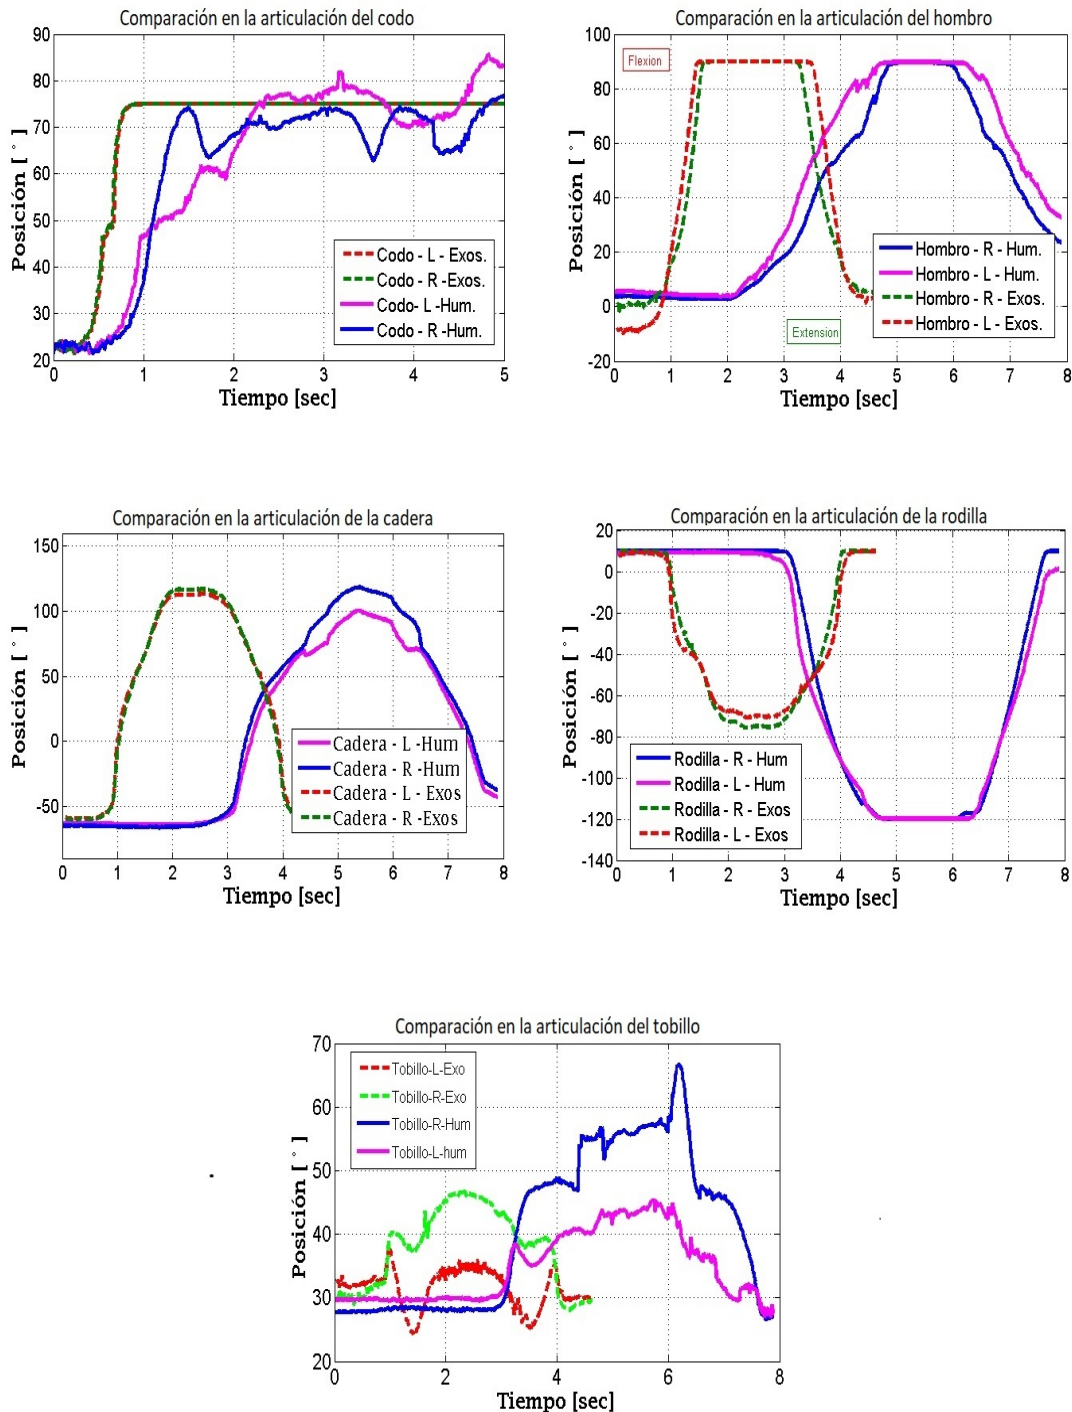 Comparación en la articulación del codo
90
80
70
60
50
40
30
20
0
1
2
3
4
5
Posición [ ° ]
Tiempo [sec]
Codo - L - Exos.
Codo - R -Exos.
Codo- L -Hum.
Codo - R -Hum.
Comparación en la articulación del hombro
100
80
60
40
20
0
-20
0
1
2
3
4
5
6
7
8
Posición [ ° ]
Tiempo [sec]
Flexion
Extension
Hombro - R - Hum.
Hombro - L - Hum.
Hombro - R - Exos.
Hombro - L - Exos.
Comparación en la articulación de la cadera
150
100
50
0
-50
0
1
2
3
4
5
6
7
8
Posición [ ° ]
Tiempo [sec]
Cadera - L -Hum
Cadera - R -Hum
Cadera - L - Exos
Cadera - R -Exos
Comparación en la articulación de la rodilla
20
0
-20
-40
-60
-80
-100
-120
-140
0
1
2
3
4
5
6
7
8
Posición [ ° ]
Tiempo [sec]
Rodilla - R - Hum
Rodilla - L - Hum
Rodilla - R - Exos
Rodilla - L - Exos
Comparación en la articulación del tobillo
70
60
50
40
30
20
0
2
4
6
8
Posición [ ° ]
Tiempo [sec]
Tobillo-L-Exo
Tobillo-R-Exo
Tobillo-R-Hum
Tobillo-L-hum